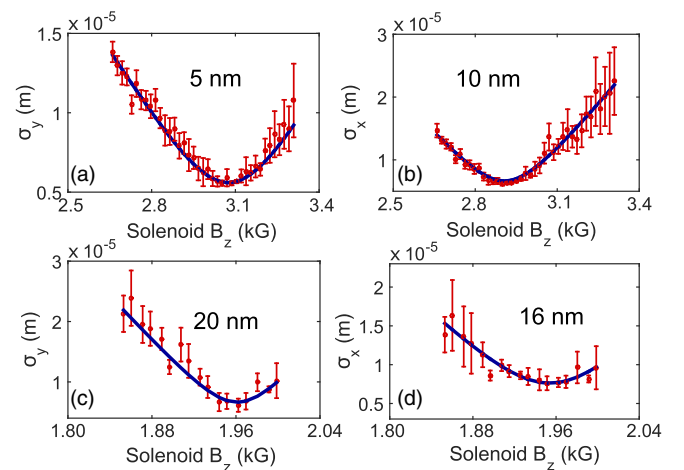 x 10⁻⁵ x 10⁻⁵
1.5 3
5 nm 10 nm
σy (m) 1 σx (m) 2
1
0.5 (a) (b)
2.5 2.8 3.1 3.4 2.5 2.8 3.1 3.4
Solenoid Bz (kG) Solenoid Bz (kG)
x 10⁻⁵ x 10⁻⁵
3 2
20 nm 16 nm
σy (m) 2 σx (m) 1.5
1 1
(c) (d) 0.5
1.80 1.88 1.96 2.04 1.80 1.88 1.96 2.04
Solenoid Bz (kG) Solenoid Bz (kG)